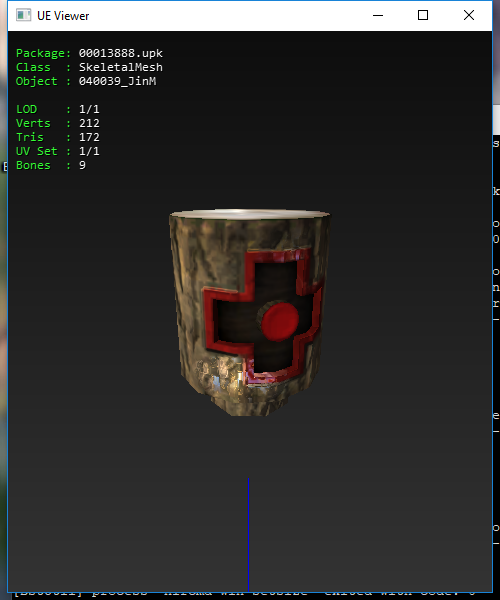 UE Viewer
Package: 00013888.upk
Class : SkeletalMesh
Object : 040039_JinM
LOD : 1/1
Verts : 212
Tris : 172
UV Set : 1/1
Bones : 9